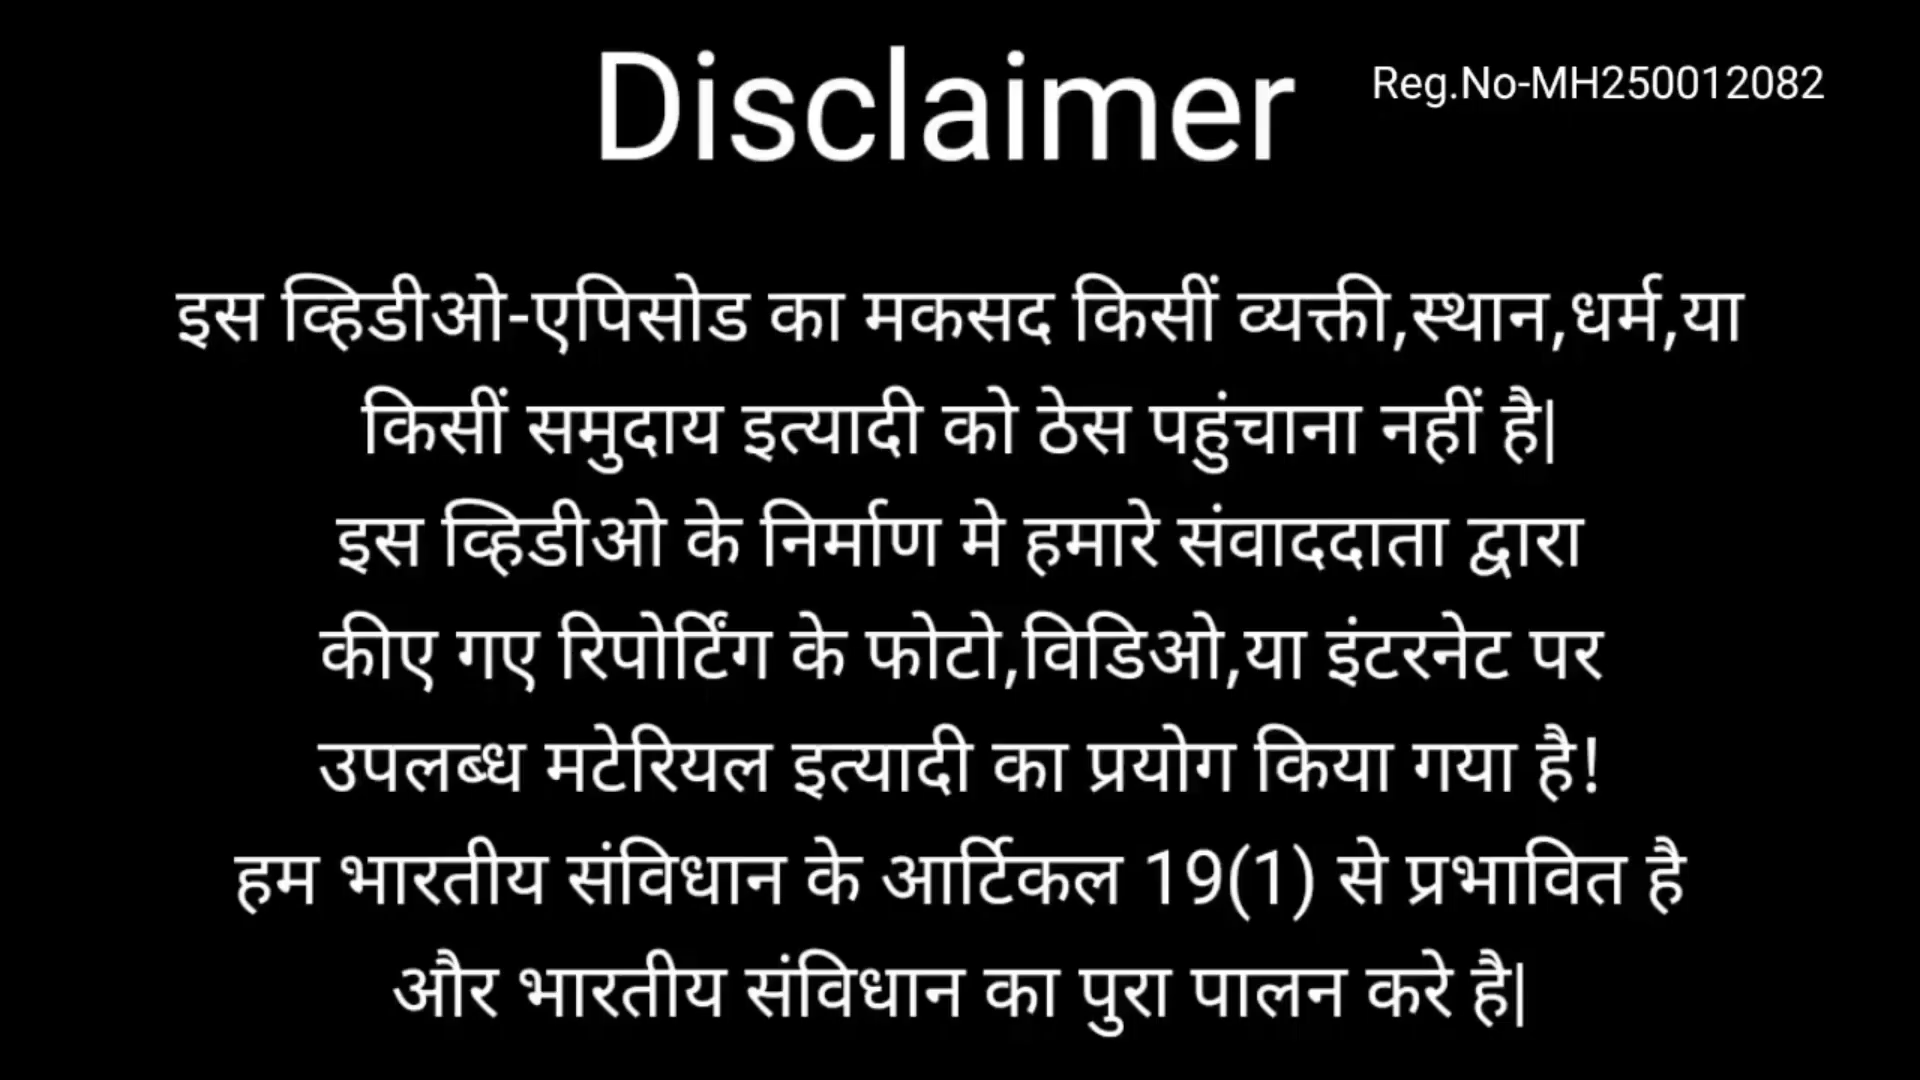 Disclaimer
Reg.No-MH250012082
इस व्हिडीओ-एपिसोड का मकसद किसीं व्यक्ती,स्थान,धर्म,या
किसीं समुदाय इत्यादी को ठेस पहुंचाना नहीं है|
इस व्हिडीओ के निर्माण मे हमारे संवाददाता द्वारा
कीए गए रिपोर्टिंग के फोटो,विडिओ,या इंटरनेट पर
उपलब्ध मटेरियल इत्यादी का प्रयोग किया गया है!
हम भारतीय संविधान के आर्टिकल 19(1) से प्रभावित है
और भारतीय संविधान का पुरा पालन करे है|